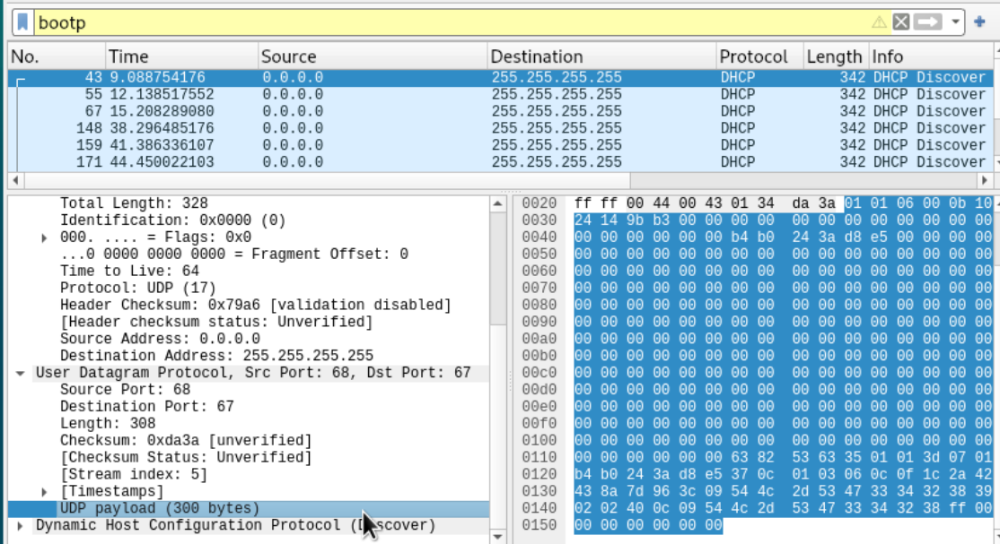 bootp
No. Time Source Destination Protocol Length Info
43 9.088754176 0.0.0.0 255.255.255.255 DHCP 342 DHCP Discover
55 12.138517552 0.0.0.0 255.255.255.255 DHCP 342 DHCP Discover
67 15.208289080 0.0.0.0 255.255.255.255 DHCP 342 DHCP Discover
148 38.296485176 0.0.0.0 255.255.255.255 DHCP 342 DHCP Discover
159 41.386336107 0.0.0.0 255.255.255.255 DHCP 342 DHCP Discover
171 44.450022103 0.0.0.0 255.255.255.255 DHCP 342 DHCP Discover
Total Length: 328
Identification: 0x0000 (0)
000. .... = Flags: 0x0
...0 0000 0000 0000 = Fragment Offset: 0
Time to Live: 64
Protocol: UDP (17)
Header Checksum: 0x79a6 [validation disabled]
[Header checksum status: Unverified]
Source Address: 0.0.0.0
Destination Address: 255.255.255.255
User Datagram Protocol, Src Port: 68, Dst Port: 67
Source Port: 68
Destination Port: 67
Length: 308
Checksum: 0xda3a [unverified]
[Checksum Status: Unverified]
[Stream index: 5]
[Timestamps]
UDP payload (300 bytes)
Dynamic Host Configuration Protocol (Discover)
0020 ff ff 00 44 00 43 01 34 da 3a 01 01 06 00 0b 10
0030 24 14 9b b3 00 00 00 00 00 00 00 00 00 00 00 00
0040 00 00 00 00 00 00 b4 b0 24 3a d8 e5 00 00 00 00
0050 00 00 00 00 00 00 00 00 00 00 00 00 00 00 00 00
0060 00 00 00 00 00 00 00 00 00 00 00 00 00 00 00 00
0070 00 00 00 00 00 00 00 00 00 00 00 00 00 00 00 00
0080 00 00 00 00 00 00 00 00 00 00 00 00 00 00 00 00
0090 00 00 00 00 00 00 00 00 00 00 00 00 00 00 00 00
00a0 00 00 00 00 00 00 00 00 00 00 00 00 00 00 00 00
00b0 00 00 00 00 00 00 00 00 00 00 00 00 00 00 00 00
00c0 00 00 00 00 00 00 00 00 00 00 00 00 00 00 00 00
00d0 00 00 00 00 00 00 00 00 00 00 00 00 00 00 00 00
00e0 00 00 00 00 00 00 00 00 00 00 00 00 00 00 00 00
00f0 00 00 00 00 00 00 00 00 00 00 00 00 00 00 00 00
0100 00 00 00 00 00 00 00 00 00 00 00 00 00 00 00 00
0110 00 00 00 00 00 00 63 82 53 63 35 01 01 3d 07 01
0120 b4 b0 24 3a d8 e5 37 0c 01 03 06 0c 0f 1c 2a 42
0130 43 8a 7d 96 3c 09 54 4c 2d 53 47 33 34 32 38 39
0140 02 02 40 0c 09 54 4c 2d 53 47 33 34 32 38 ff 00
0150 00 00 00 00 00 00